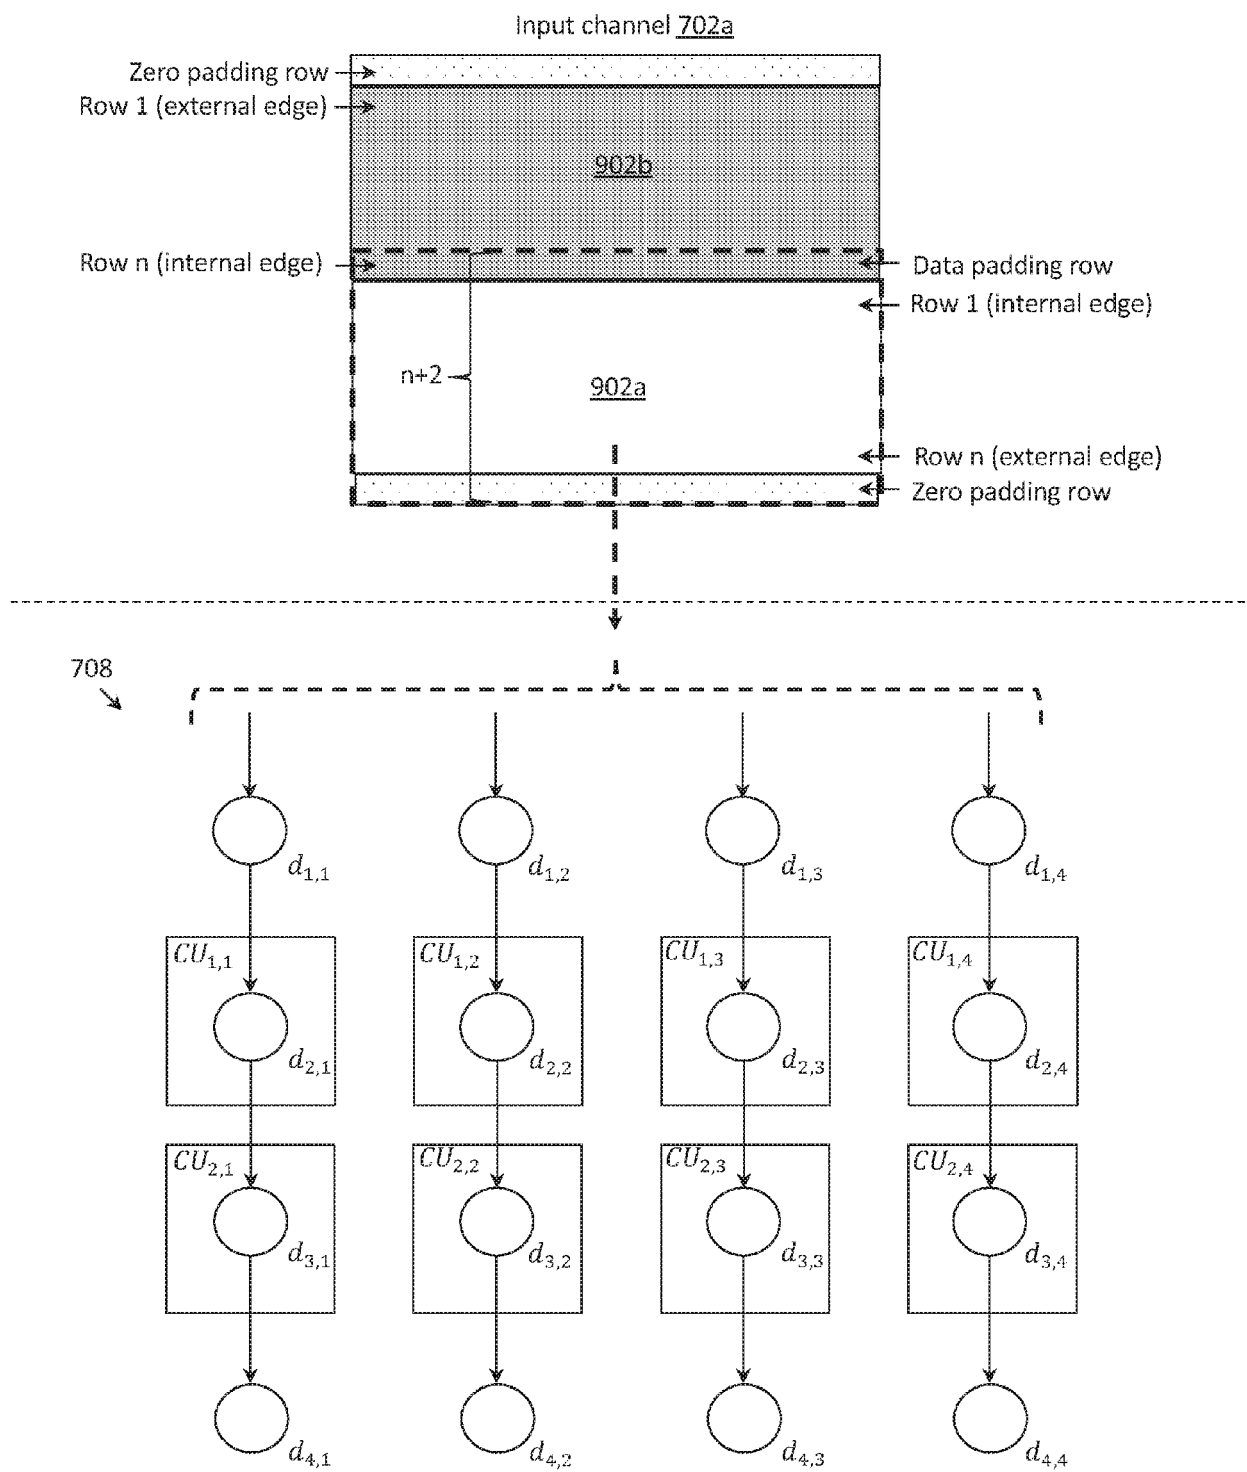 Input channel 702a
Zero padding row
Row 1 (external edge)
902b
Row n (internal edge)
Data padding row
Row 1 (internal edge)
n+2
902a
Row n (external edge)
Zero padding row
708
d1,1 d1,2 d1,3 d1,4
CU1,1 CU1,2 CU1,3 CU1,4
d2,1 d2,2 d2,3 d2,4
CU2,1 CU2,2 CU2,3 CU2,4
d3,1 d3,2 d3,3 d3,4
d4,1 d4,2 d4,3 d4,4